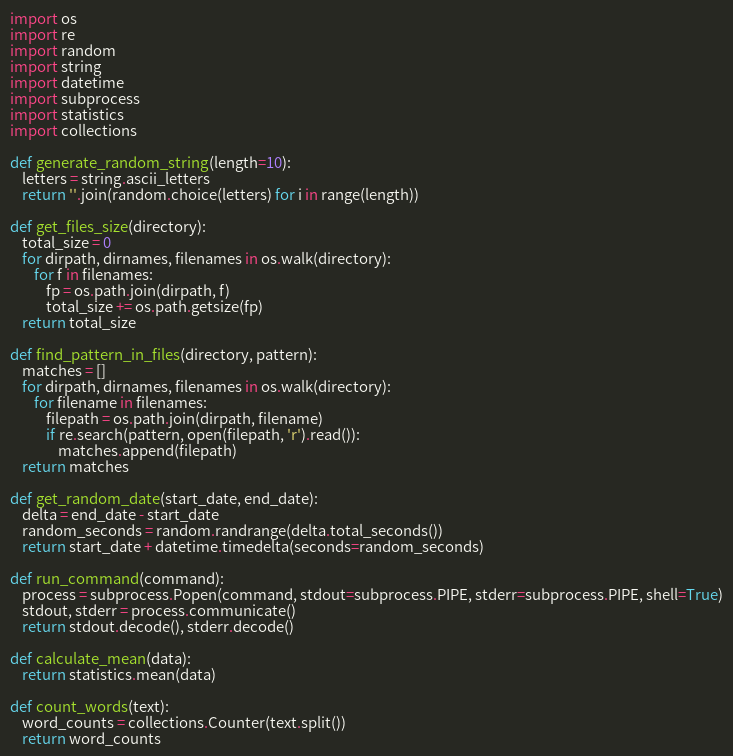 import os
import re
import random
import string
import datetime
import subprocess
import statistics
import collections

def generate_random_string(length=10):
    letters = string.ascii_letters
    return ''.join(random.choice(letters) for i in range(length))

def get_files_size(directory):
    total_size = 0
    for dirpath, dirnames, filenames in os.walk(directory):
        for f in filenames:
            fp = os.path.join(dirpath, f)
            total_size += os.path.getsize(fp)
    return total_size

def find_pattern_in_files(directory, pattern):
    matches = []
    for dirpath, dirnames, filenames in os.walk(directory):
        for filename in filenames:
            filepath = os.path.join(dirpath, filename)
            if re.search(pattern, open(filepath, 'r').read()):
                matches.append(filepath)
    return matches

def get_random_date(start_date, end_date):
    delta = end_date - start_date
    random_seconds = random.randrange(delta.total_seconds())
    return start_date + datetime.timedelta(seconds=random_seconds)

def run_command(command):
    process = subprocess.Popen(command, stdout=subprocess.PIPE, stderr=subprocess.PIPE, shell=True)
    stdout, stderr = process.communicate()
    return stdout.decode(), stderr.decode()

def calculate_mean(data):
    return statistics.mean(data)

def count_words(text):
    word_counts = collections.Counter(text.split())
    return word_counts